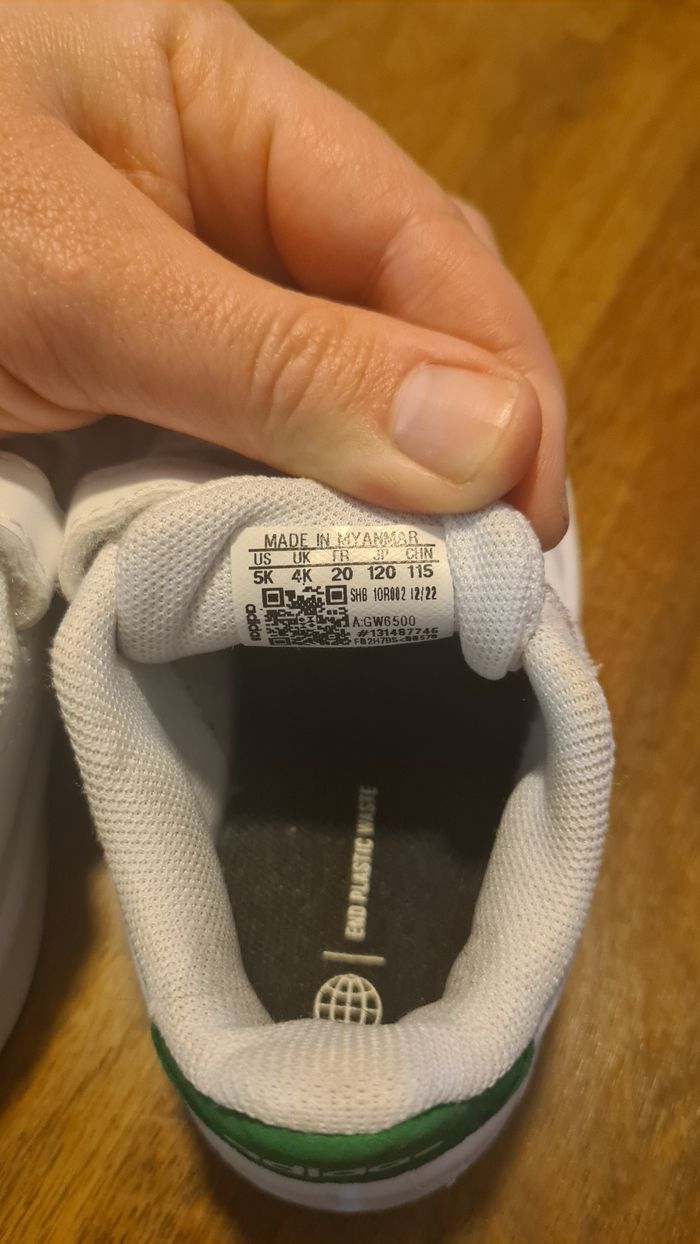 MADE IN MYANMAR
US UK FR JP CHN
5K 4K 20 120 115
SHB 10R002 12/22
adidas
A:GW6500
#131487746
END PLASTIC WASTE
adidas